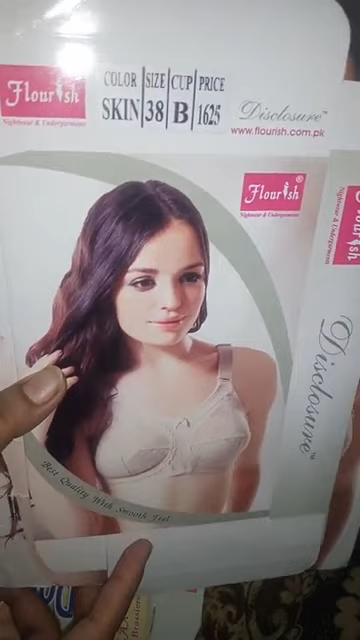 Flourish
Nightwear & Undergarments
COLOR SIZE CUP PRICE
SKIN 38 B 1625
Disclosure™
www.flourish.com.pk
Flourish®
Nightwear & Undergarments
Flourish
Nightwear & Undergarments
Disclosure™
Best Quality With Smooth Feel